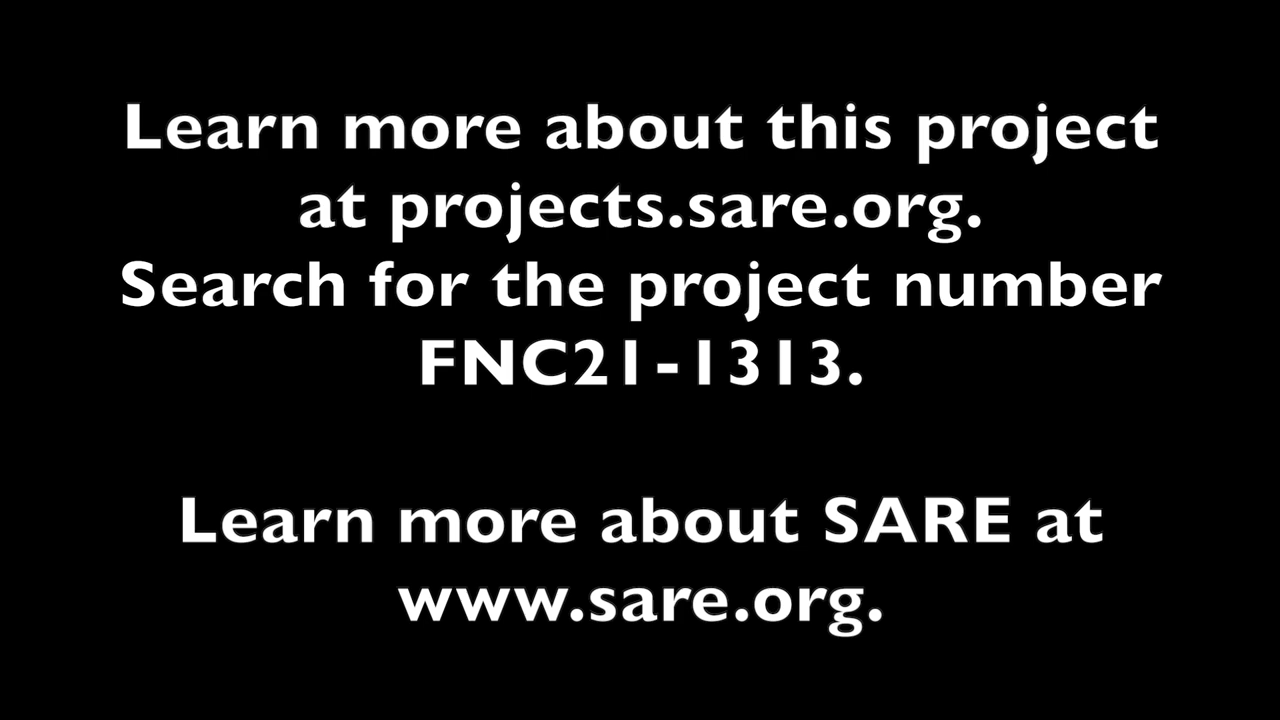 Learn more about this project
at projects.sare.org.
Search for the project number
FNC21-1313.
Learn more about SARE at
www.sare.org.